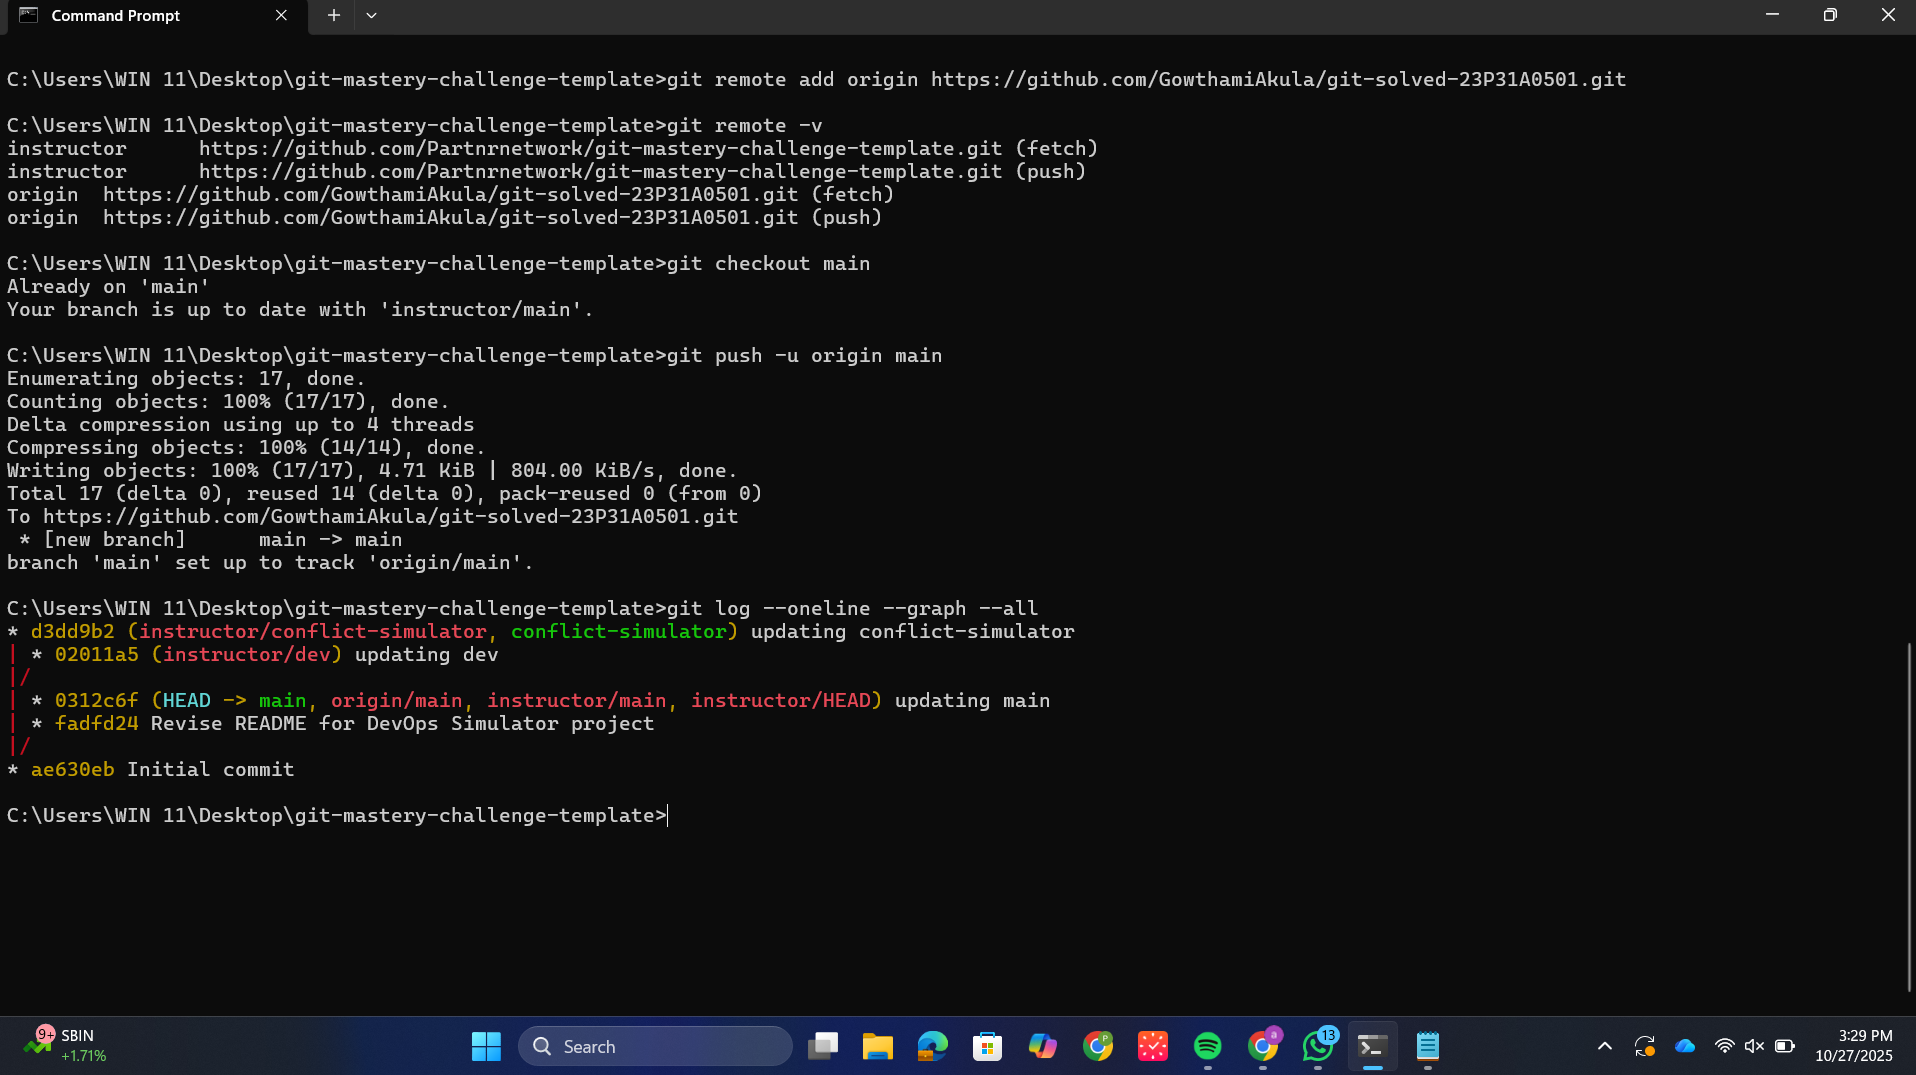 Command Prompt
C:\Users\WIN 11\Desktop\git-mastery-challenge-template>git remote add origin https://github.com/GowthamiAkula/git-solved-23P31A0501.git
C:\Users\WIN 11\Desktop\git-mastery-challenge-template>git remote -v
instructor      https://github.com/Partnrnetwork/git-mastery-challenge-template.git (fetch)
instructor      https://github.com/Partnrnetwork/git-mastery-challenge-template.git (push)
origin  https://github.com/GowthamiAkula/git-solved-23P31A0501.git (fetch)
origin  https://github.com/GowthamiAkula/git-solved-23P31A0501.git (push)
C:\Users\WIN 11\Desktop\git-mastery-challenge-template>git checkout main
Already on 'main'
Your branch is up to date with 'instructor/main'.
C:\Users\WIN 11\Desktop\git-mastery-challenge-template>git push -u origin main
Enumerating objects: 17, done.
Counting objects: 100% (17/17), done.
Delta compression using up to 4 threads
Compressing objects: 100% (14/14), done.
Writing objects: 100% (17/17), 4.71 KiB | 804.00 KiB/s, done.
Total 17 (delta 0), reused 14 (delta 0), pack-reused 0 (from 0)
To https://github.com/GowthamiAkula/git-solved-23P31A0501.git
 * [new branch]      main -> main
branch 'main' set up to track 'origin/main'.
C:\Users\WIN 11\Desktop\git-mastery-challenge-template>git log --oneline --graph --all
* d3dd9b2 (instructor/conflict-simulator, conflict-simulator) updating conflict-simulator
| * 02011a5 (instructor/dev) updating dev
|/
| * 0312c6f (HEAD -> main, origin/main, instructor/main, instructor/HEAD) updating main
| * fadfd24 Revise README for DevOps Simulator project
|/
* ae630eb Initial commit
C:\Users\WIN 11\Desktop\git-mastery-challenge-template>
9+
SBIN
+1.71%
Search
P
a
13
3:29 PM
10/27/2025